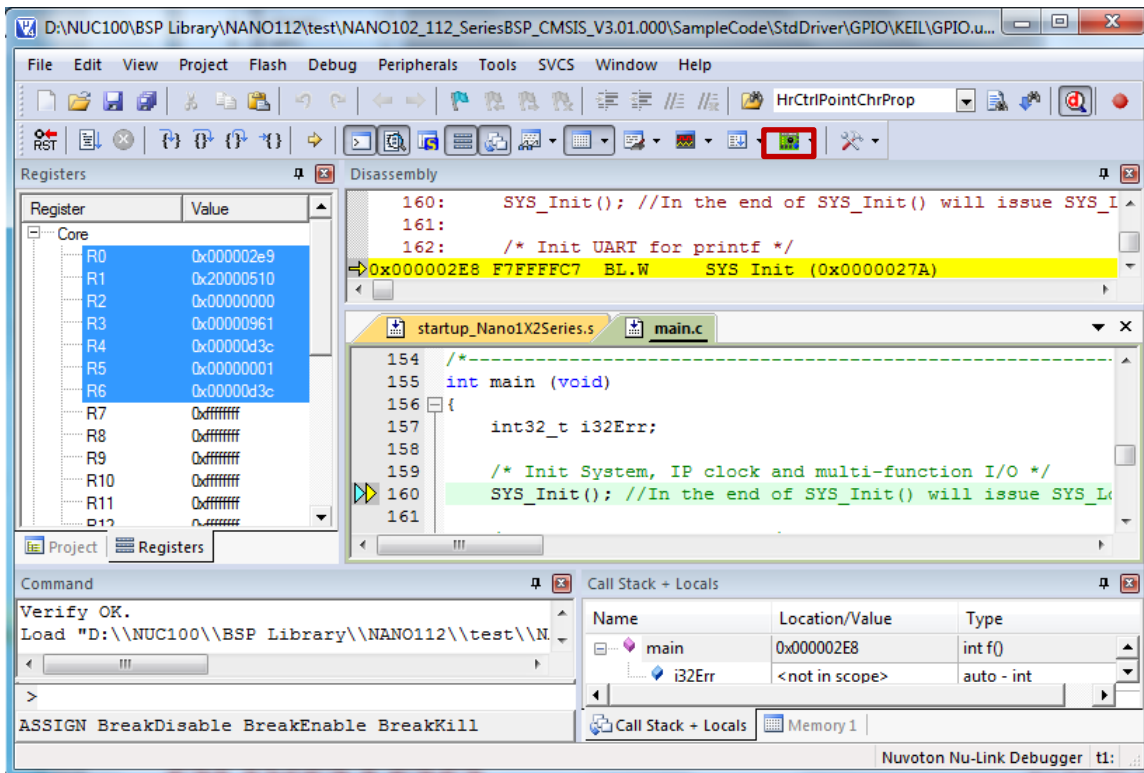 D:\NUC100\BSP Library\NANO112\test\NANO102_112_SeriesBSP_CMSIS_V3.01.000\SampleCode\StdDriver\GPIO\KEIL\GPIO.u...
File Edit View Project Flash Debug Peripherals Tools SVCS Window Help
HrCtrlPointChrProp
RST
Registers
Register Value
Core
R0 0x000002e9
R1 0x20000510
R2 0x00000000
R3 0x00000961
R4 0x00000d3c
R5 0x00000001
R6 0x00000d3c
R7 0xffffffff
R8 0xffffffff
R9 0xffffffff
R10 0xffffffff
R11 0xffffffff
R12 0xffffffff
Project Registers
Disassembly
160: SYS_Init(); //In the end of SYS_Init() will issue SYS_L
161:
162: /* Init UART for printf */
0x000002E8 F7FFFFC7 BL.W SYS_Init (0x0000027A)
startup_Nano1X2Series.s main.c
154 /*---------------------------------------------------------
155 int main (void)
156 {
157 int32_t i32Err;
158
159 /* Init System, IP clock and multi-function I/O */
160 SYS_Init(); //In the end of SYS_Init() will issue SYS_Lo
161
Command
Verify OK.
Load "D:\\NUC100\\BSP Library\\NANO112\\test\\N
>
ASSIGN BreakDisable BreakEnable BreakKill
Call Stack + Locals
Name Location/Value Type
main 0x000002E8 int f()
i32Err <not in scope> auto - int
Call Stack + Locals Memory 1
Nuvoton Nu-Link Debugger t1: